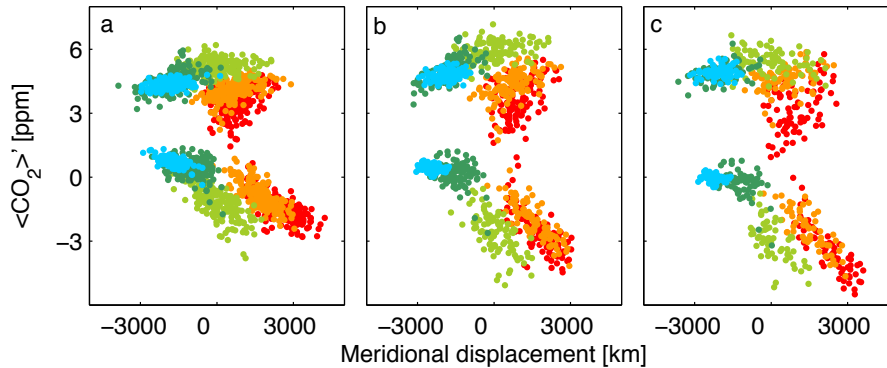 a
b
c
6
3
0
−3
<CO2>' [ppm]
−3000 0 3000
−3000 0 3000
−3000 0 3000
Meridional displacement [km]